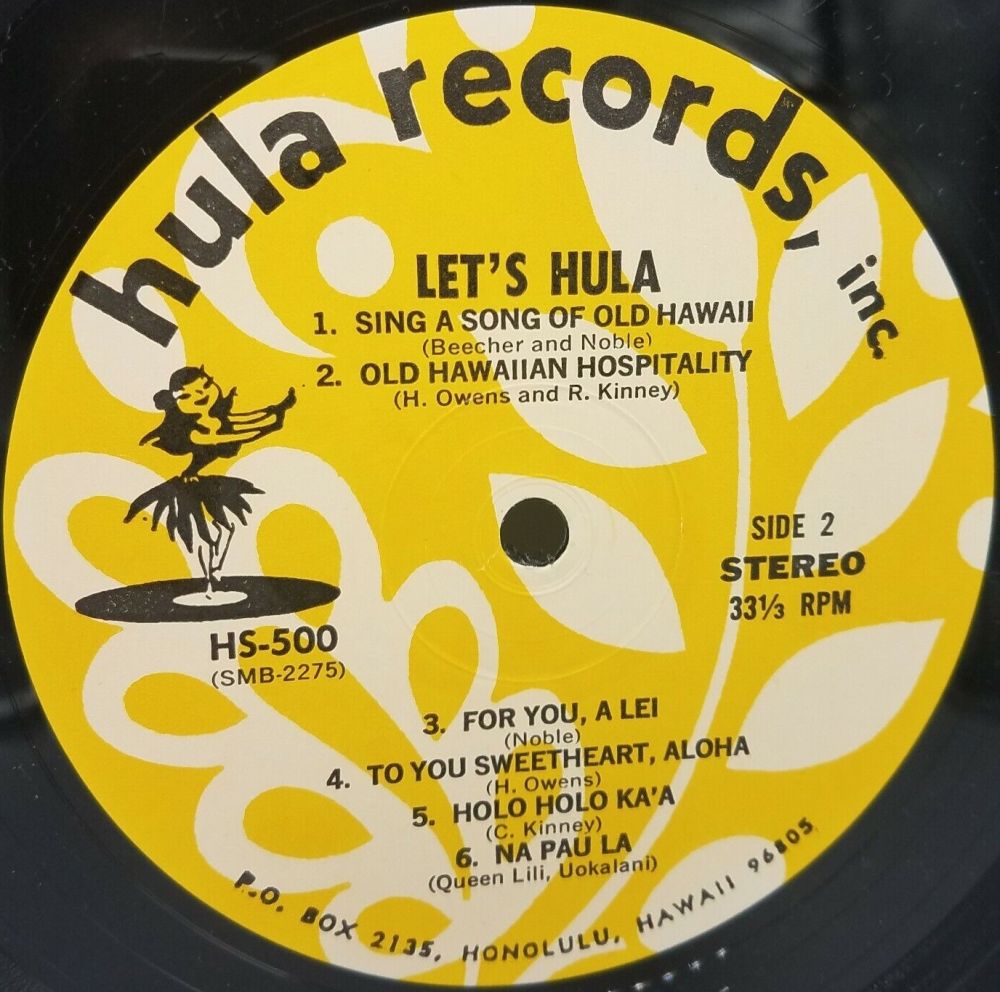 hula records, inc.
LET'S HULA
1. SING A SONG OF OLD HAWAII
(Beecher and Noble)
2. OLD HAWAIIAN HOSPITALITY
(H. Owens and R. Kinney)
SIDE 2
STEREO
33⅓ RPM
HS-500
(SMB-2275)
3. FOR YOU, A LEI
(Noble)
4. TO YOU SWEETHEART, ALOHA
(H. Owens)
5. HOLO HOLO KA'A
(C. Kinney)
6. NA PAU LA
(Queen Lili, Uokalani)
P.O. BOX 2135, HONOLULU, HAWAII 96805